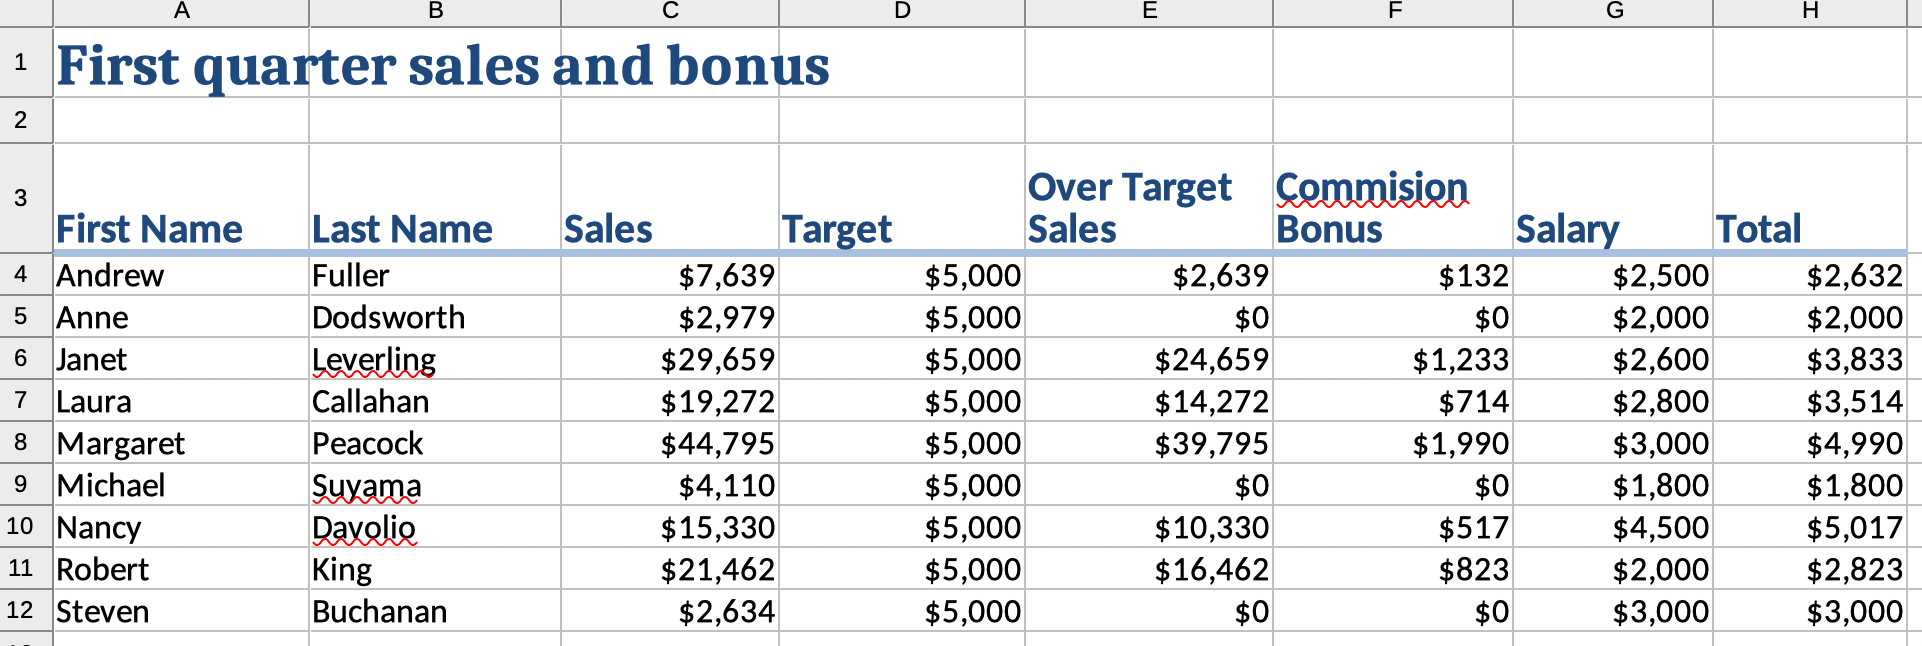 A B C D E F G H
1 First quarter sales and bonus
2
3 First Name Last Name Sales Target Over Target Sales Commision Bonus Salary Total
4 Andrew Fuller $7,639 $5,000 $2,639 $132 $2,500 $2,632
5 Anne Dodsworth $2,979 $5,000 $0 $0 $2,000 $2,000
6 Janet Leverling $29,659 $5,000 $24,659 $1,233 $2,600 $3,833
7 Laura Callahan $19,272 $5,000 $14,272 $714 $2,800 $3,514
8 Margaret Peacock $44,795 $5,000 $39,795 $1,990 $3,000 $4,990
9 Michael Suyama $4,110 $5,000 $0 $0 $1,800 $1,800
10 Nancy Davolio $15,330 $5,000 $10,330 $517 $4,500 $5,017
11 Robert King $21,462 $5,000 $16,462 $823 $2,000 $2,823
12 Steven Buchanan $2,634 $5,000 $0 $0 $3,000 $3,000